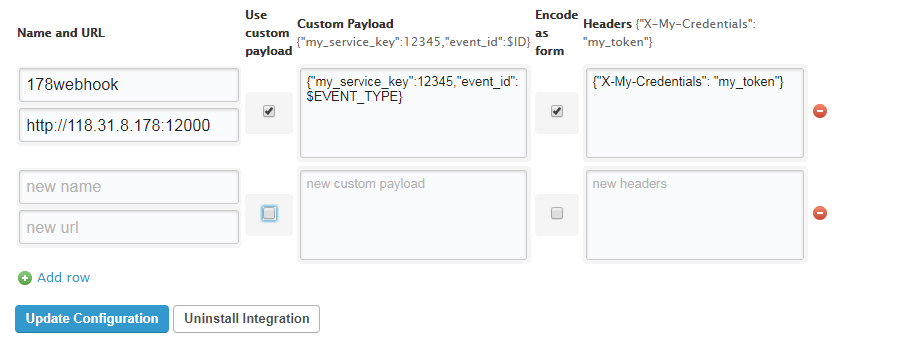 Name and URL
Use custom payload
Custom Payload
{"my_service_key":12345,"event_id":$ID}
Encode as form
Headers {"X-My-Credentials":
"my_token"}
178webhook
http://118.31.8.178:12000
{"my_service_key":12345,"event_id":
$EVENT_TYPE}
{"X-My-Credentials": "my_token"}
new name
new url
new custom payload
new headers
Add row
Update Configuration
Uninstall Integration